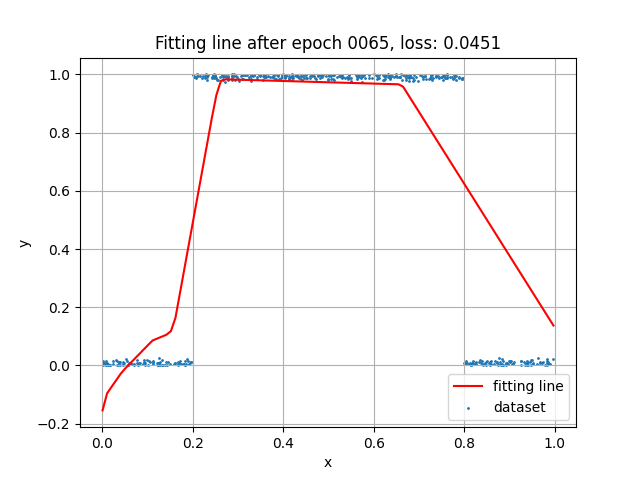 Fitting line after epoch 0065, loss: 0.0451
1.0
0.8
0.6
0.4
0.2
0.0
−0.2
y
0.0 0.2 0.4 0.6 0.8 1.0
x
fitting line
dataset